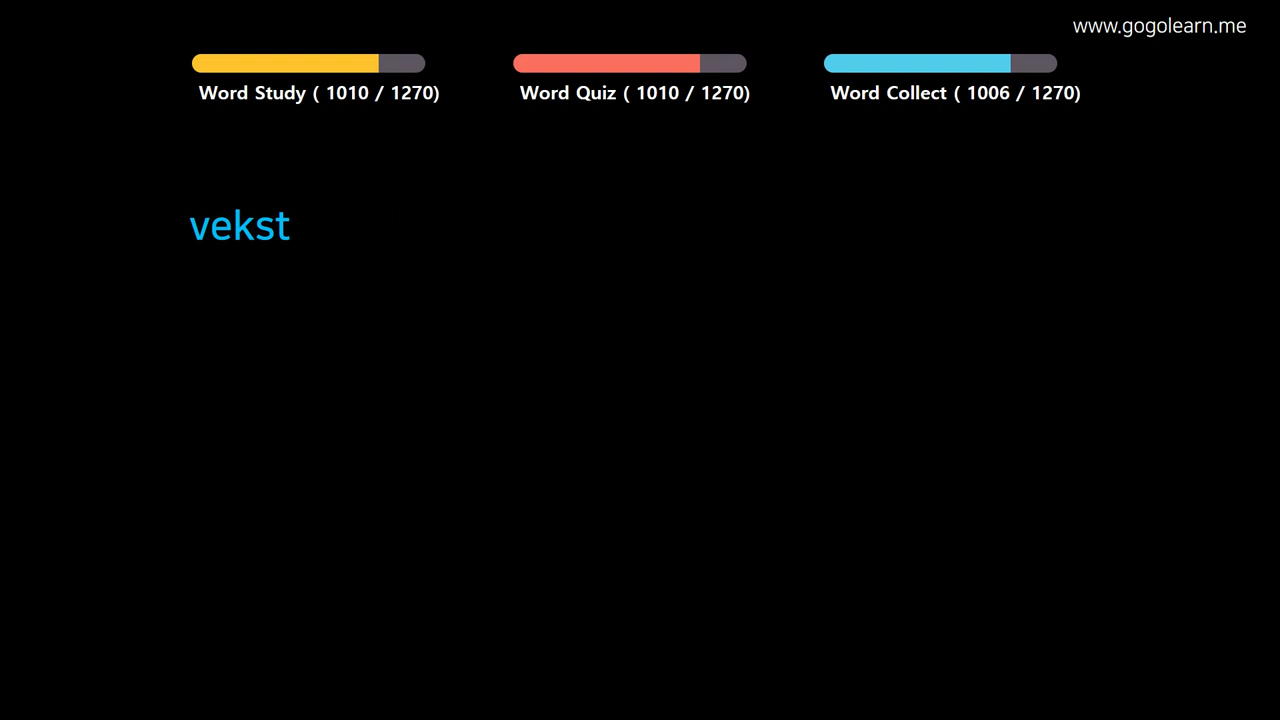 www.gogolearn.me
Word Study ( 1010 / 1270)
Word Quiz ( 1010 / 1270)
Word Collect ( 1006 / 1270)
vekst